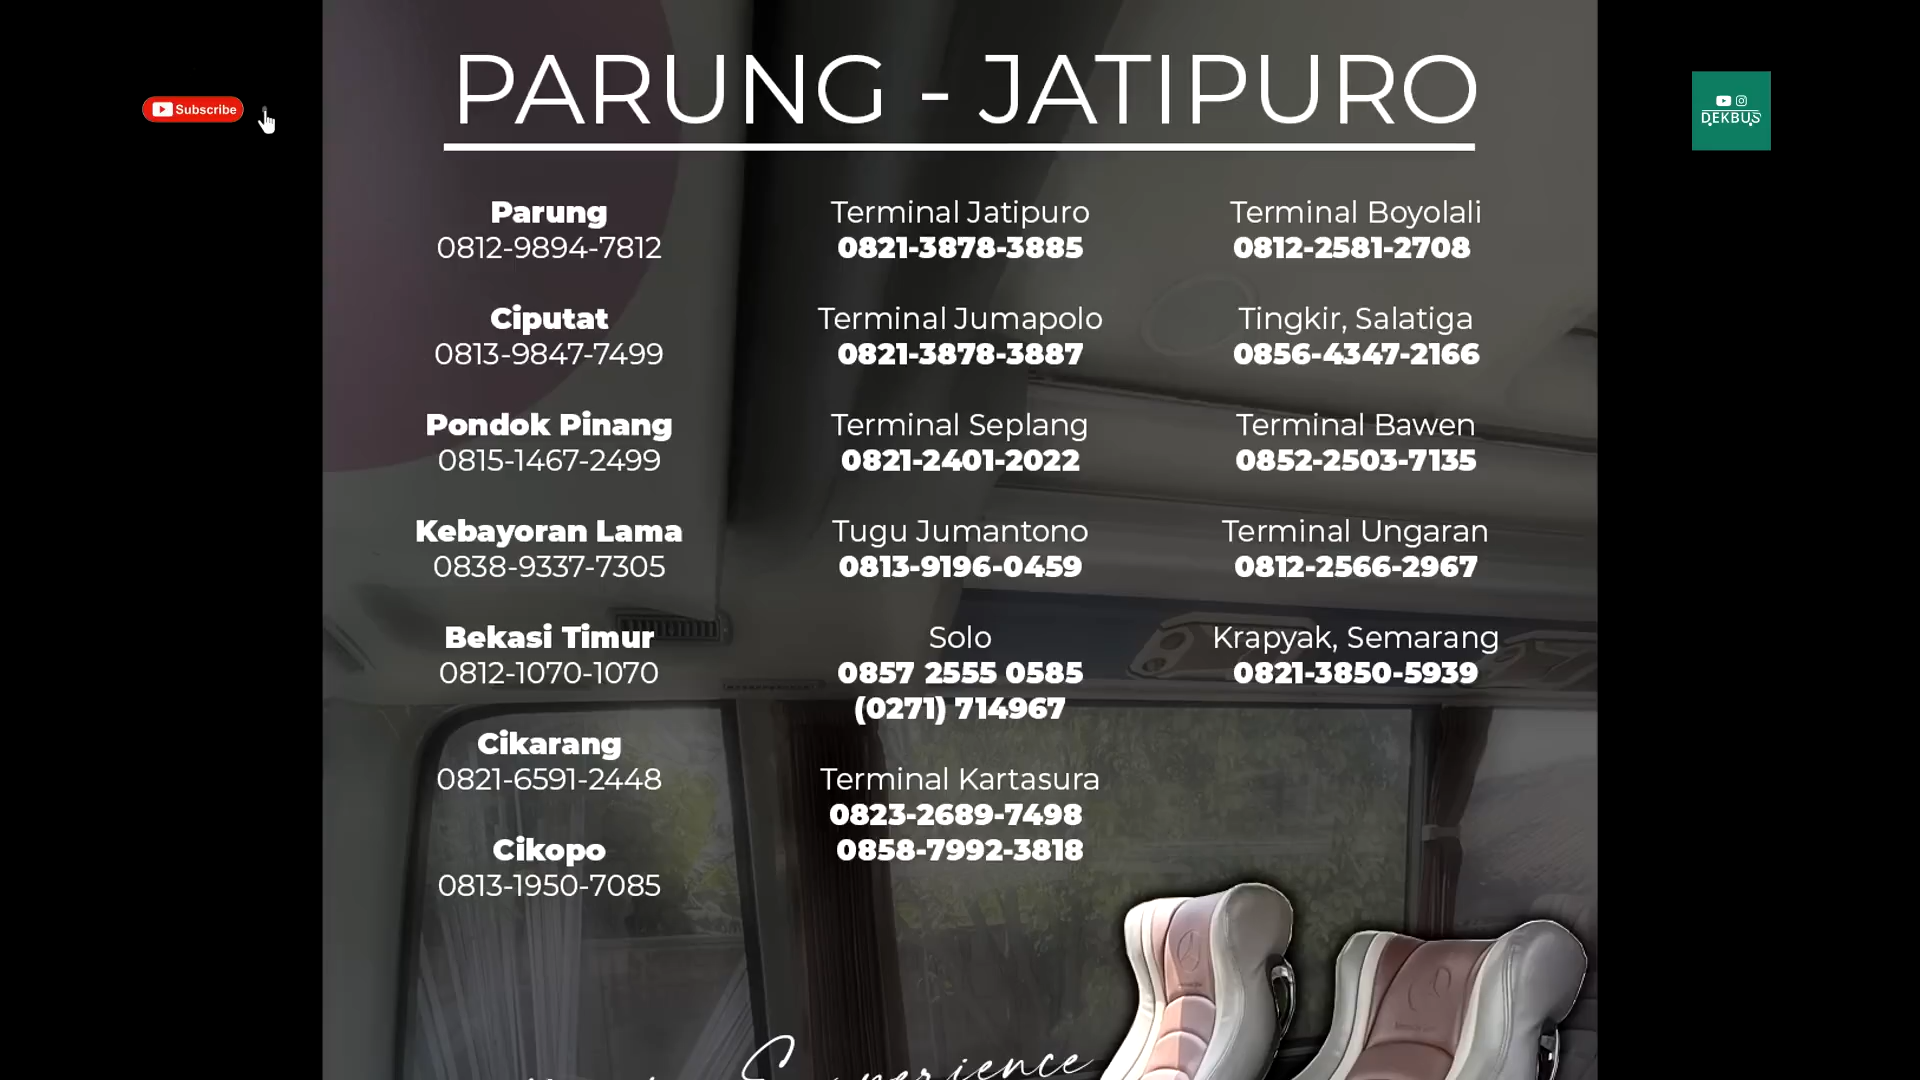 PARUNG - JATIPURO
Subscribe
DEKBUS
Parung
0812-9894-7812
Ciputat
0813-9847-7499
Pondok Pinang
0815-1467-2499
Kebayoran Lama
0838-9337-7305
Bekasi Timur
0812-1070-1070
Cikarang
0821-6591-2448
Cikopo
0813-1950-7085
Terminal Jatipuro
0821-3878-3885
Terminal Jumapolo
0821-3878-3887
Terminal Seplang
0821-2401-2022
Tugu Jumantono
0813-9196-0459
Solo
0857 2555 0585
(0271) 714967
Terminal Kartasura
0823-2689-7498
0858-7992-3818
Terminal Boyolali
0812-2581-2708
Tingkir, Salatiga
0856-4347-2166
Terminal Bawen
0852-2503-7135
Terminal Ungaran
0812-2566-2967
Krapyak, Semarang
0821-3850-5939
Experience